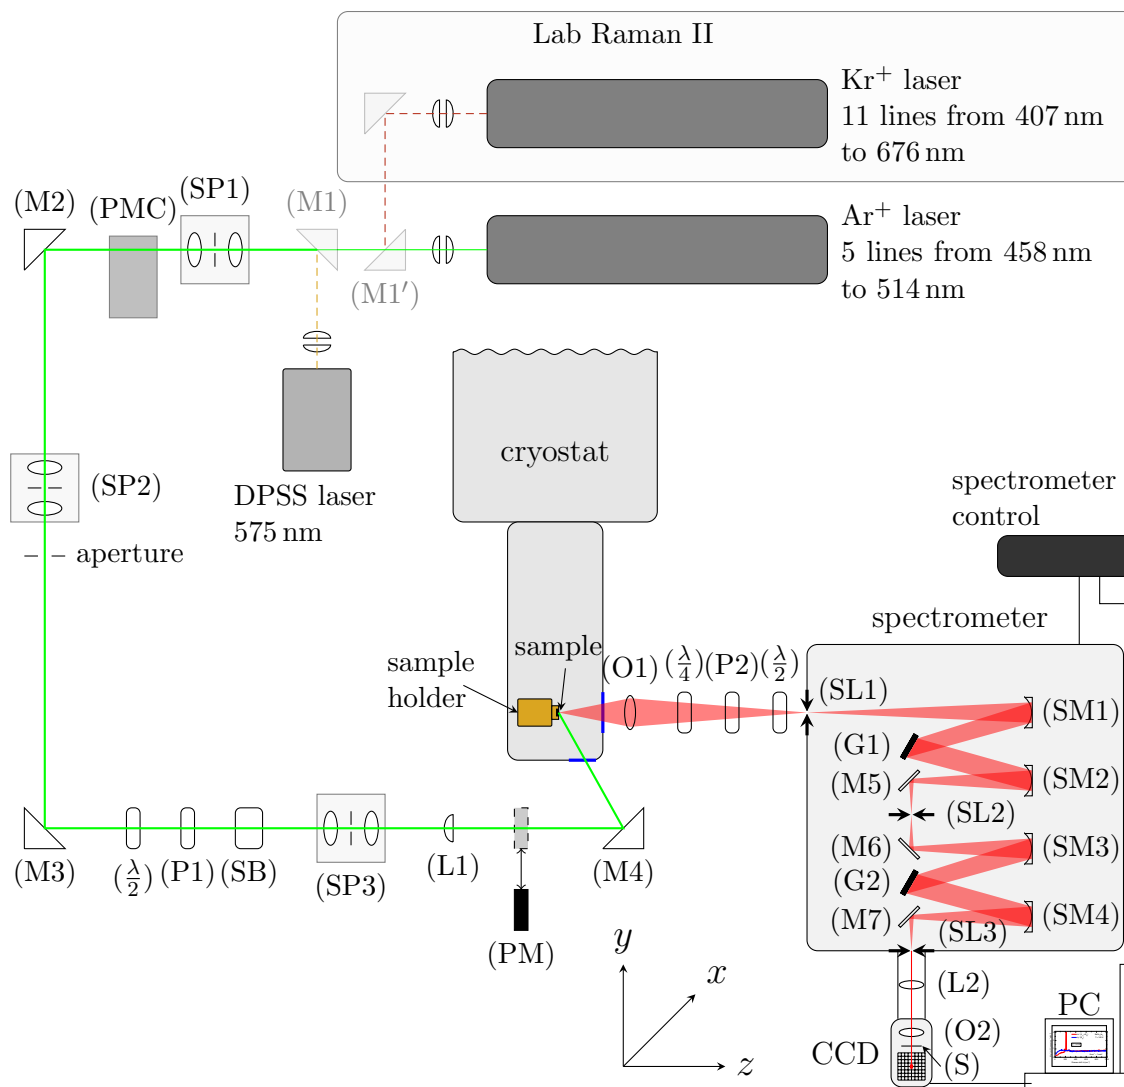 Lab Raman II
Kr⁺ laser
11 lines from 407 nm
to 676 nm
(M2)
(PMC)
(SP1)
(M1)
(M1′)
Ar⁺ laser
5 lines from 458 nm
to 514 nm
DPSS laser
575 nm
(SP2)
aperture
cryostat
spectrometer
control
spectrometer
sample
sample
holder
(O1)
(λ/4)
(P2)
(λ/2)
(SL1)
(SM1)
(G1)
(M5)
(SM2)
(SL2)
(M6)
(SM3)
(G2)
(M7)
(SM4)
(SL3)
(M3)
(λ/2)
(P1)
(SB)
(SP3)
(L1)
(M4)
(PM)
y
x
z
(L2)
(O2)
(S)
CCD
PC